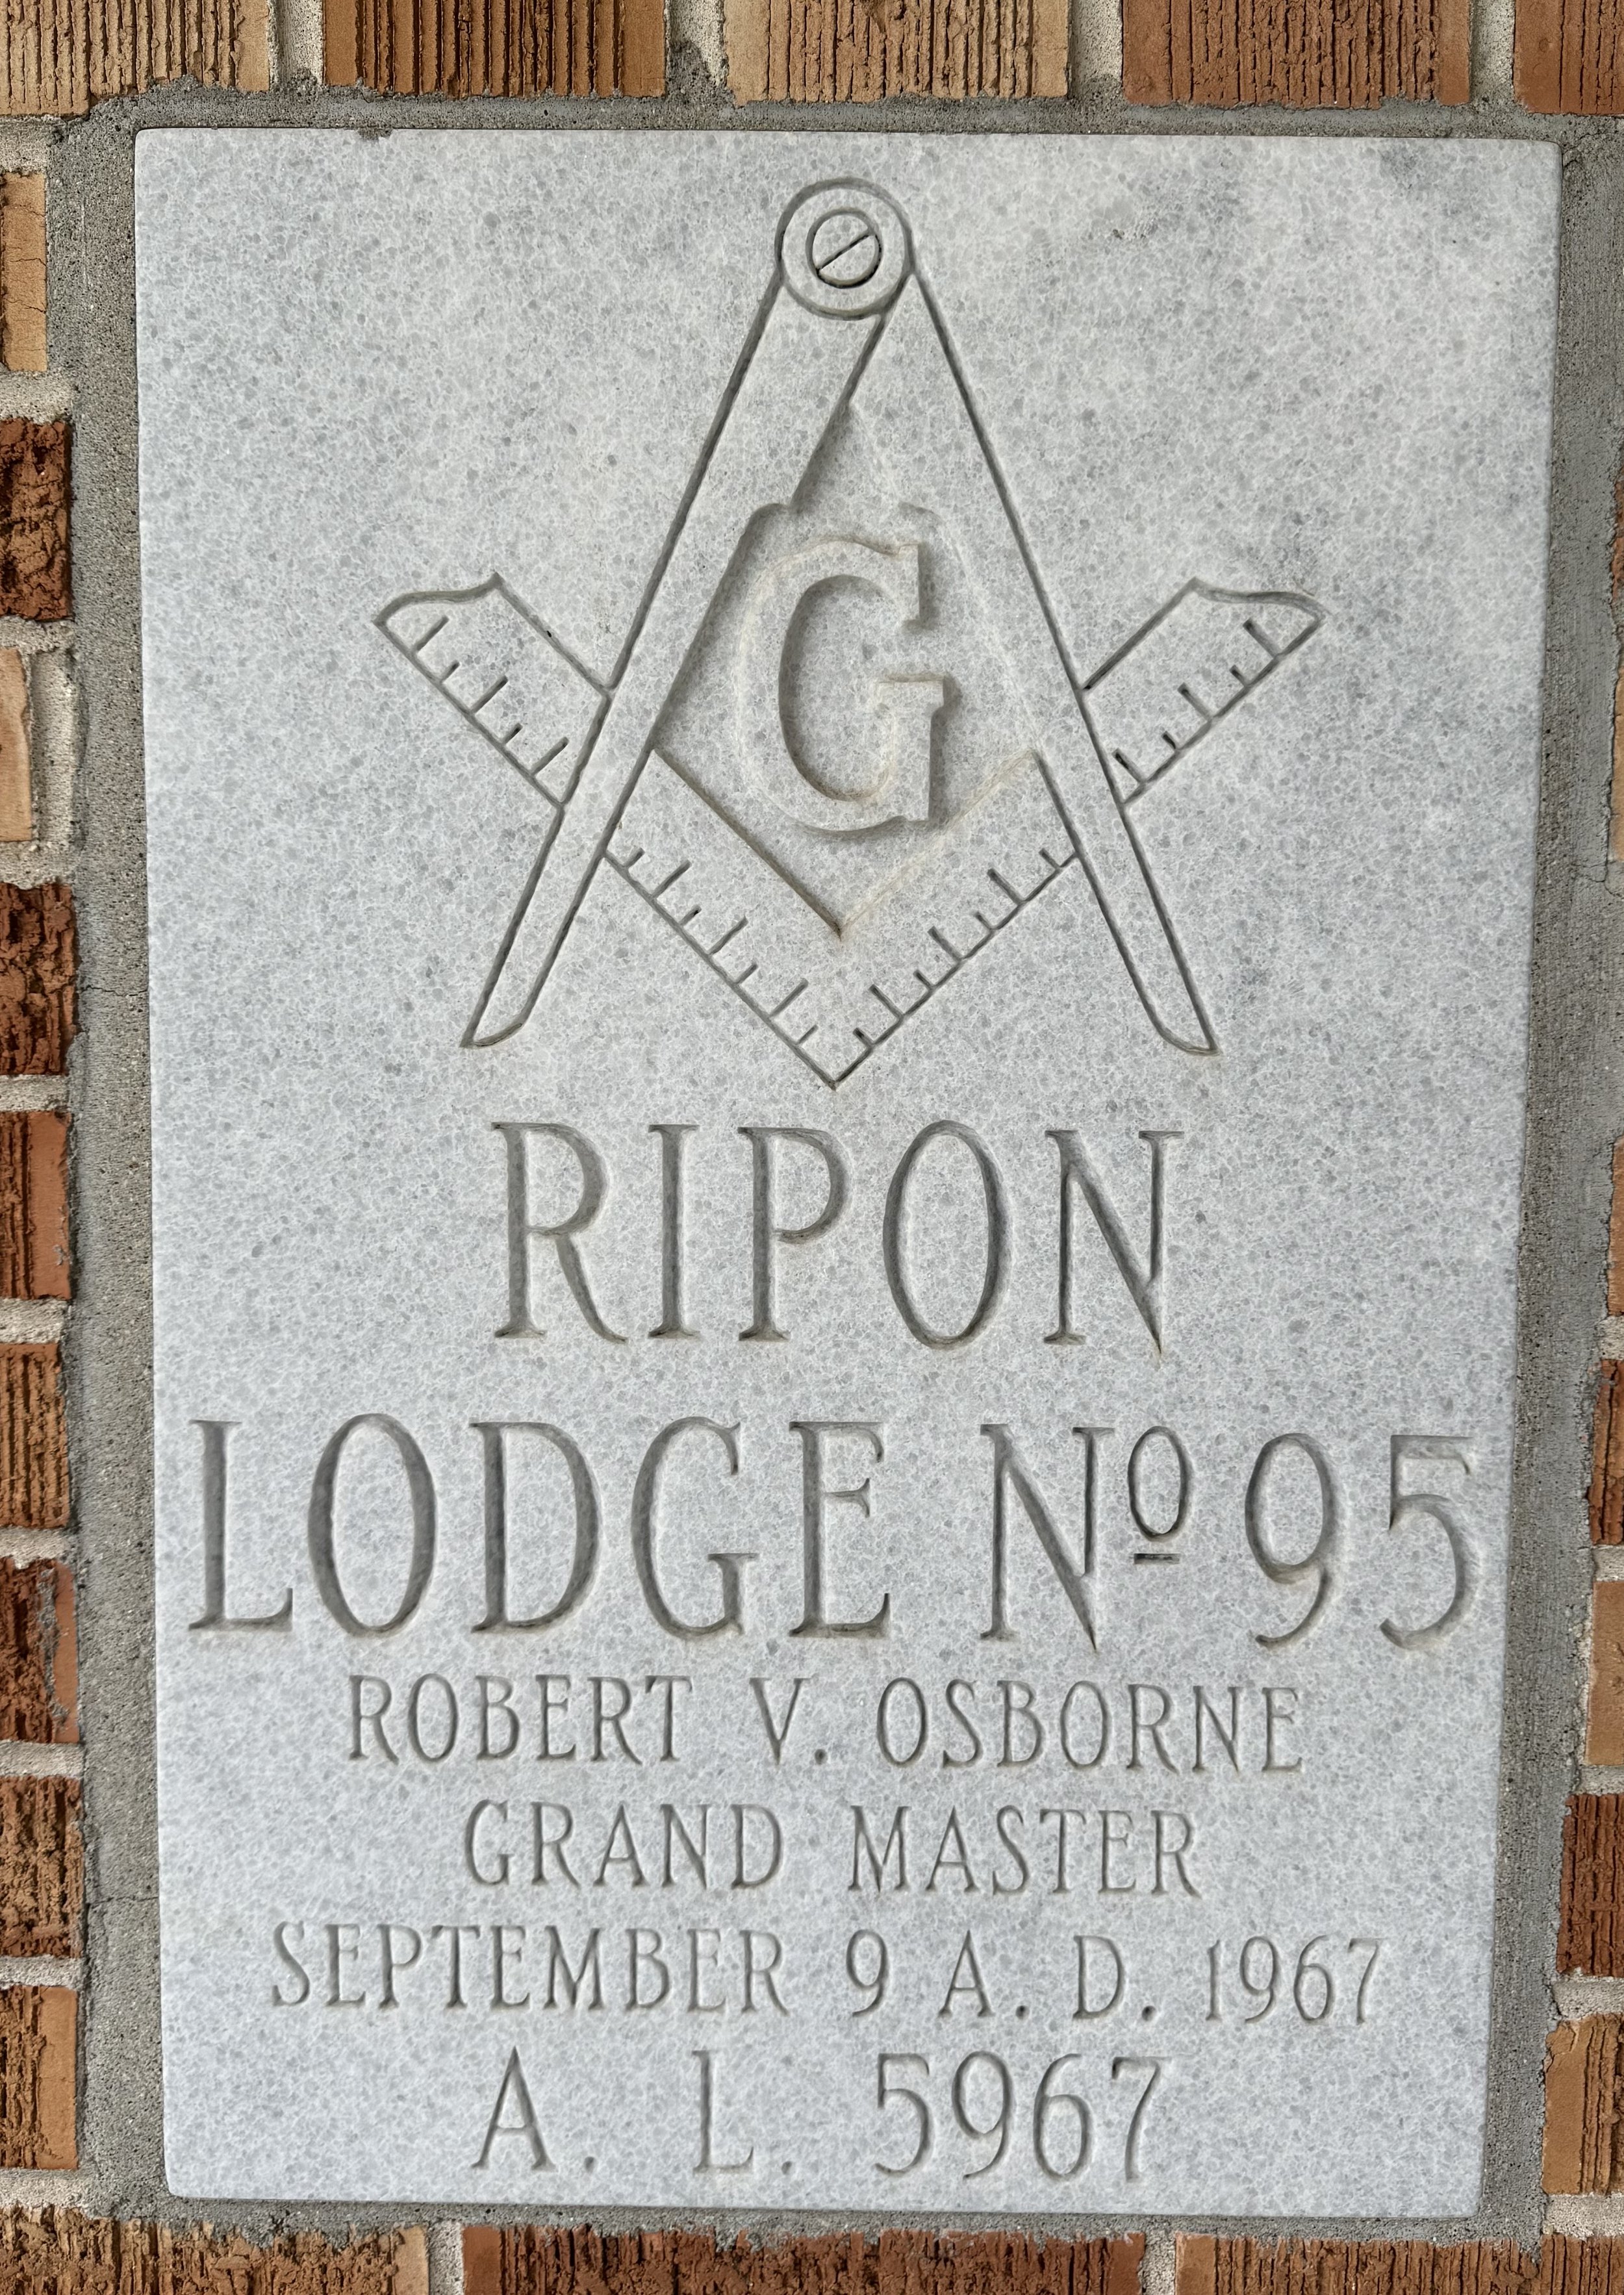 G
RIPON
LODGE Nº 95
ROBERT V. OSBORNE
GRAND MASTER
SEPTEMBER 9 A. D. 1967
A. L. 5967